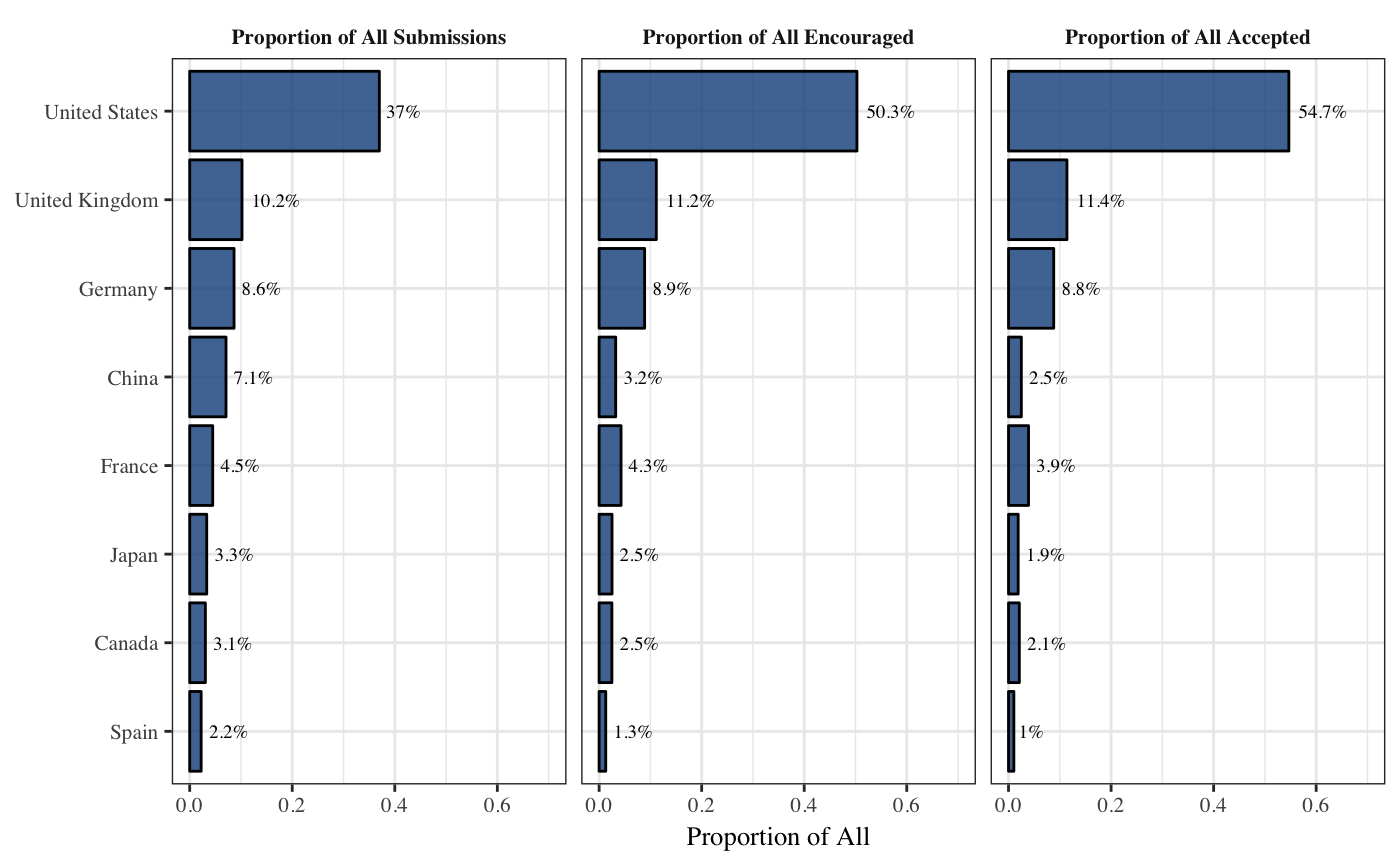 Proportion of All Submissions
Proportion of All Encouraged
Proportion of All Accepted
United States
37%
50.3%
54.7%
United Kingdom
10.2%
11.2%
11.4%
Germany
8.6%
8.9%
8.8%
China
7.1%
3.2%
2.5%
France
4.5%
4.3%
3.9%
Japan
3.3%
2.5%
1.9%
Canada
3.1%
2.5%
2.1%
Spain
2.2%
1.3%
1%
0.0 0.2 0.4 0.6
0.0 0.2 0.4 0.6
0.0 0.2 0.4 0.6
Proportion of All